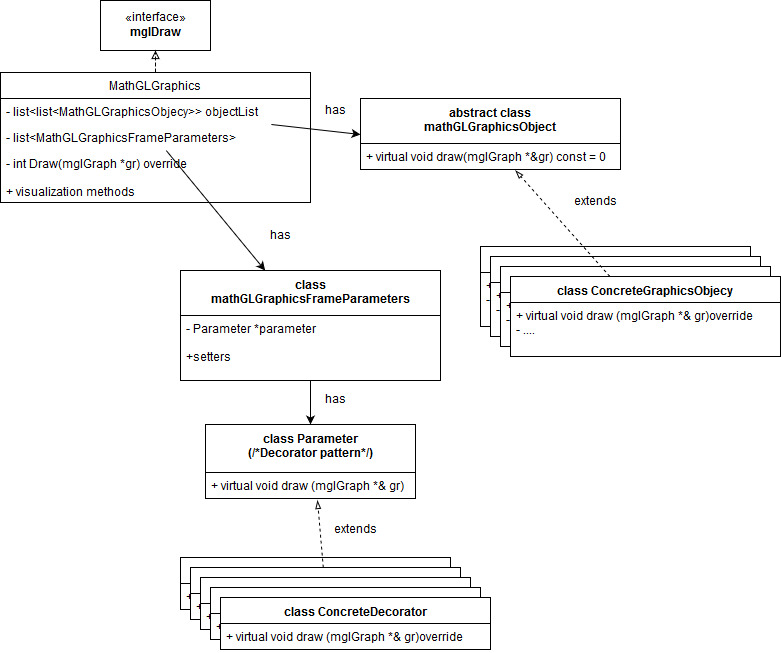 «interface»
mglDraw
MathGLGraphics
- list<list<MathGLGraphicsObjecy>> objectList
- list<MathGLGraphicsFrameParameters>
- int Draw(mglGraph *gr) override
+ visualization methods
has
abstract class
mathGLGraphicsObject
+ virtual void draw(mglGraph *&gr) const = 0
extends
has
class
mathGLGraphicsFrameParameters
- Parameter *parameter
+setters
class ConcreteGraphicsObjecy
+ virtual void draw (mglGraph *& gr)override
- ....
has
class Parameter
(/*Decorator pattern*/)
+ virtual void draw (mglGraph *& gr)
extends
class ConcreteDecorator
+ virtual void draw (mglGraph *& gr)override